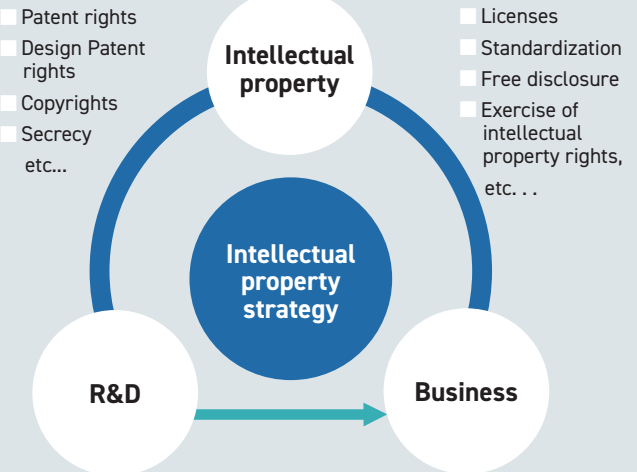 Patent rights
Design Patent
rights
Copyrights
Secrecy
etc...
Intellectual
property
Licenses
Standardization
Free disclosure
Exercise of
intellectual
property rights,
etc. . .
Intellectual
property
strategy
R&D
Business